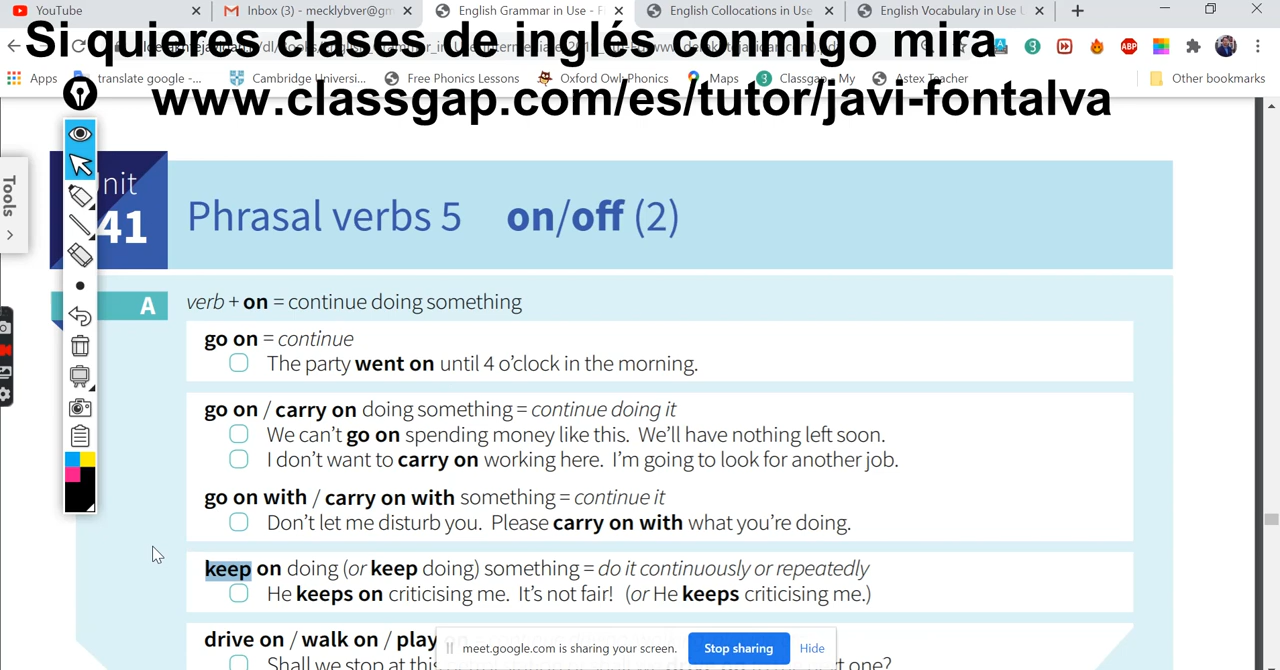 YouTube
Inbox (3) - mecklybver@gm
English Grammar in Use - F
English Collocations in Use
English Vocabulary in Use U
Si quieres clases de inglés conmigo mira
Apps
translate google -...
Cambridge Universi...
Free Phonics Lessons
Oxford Owl Phonics
Maps
Classgap - My
Astex Teacher
Other bookmarks
www.classgap.com/es/tutor/javi-fontalva
Tools
nit
41
Phrasal verbs 5 on/off (2)
A
verb + on = continue doing something
go on = continue
The party went on until 4 o'clock in the morning.
go on / carry on doing something = continue doing it
We can't go on spending money like this. We'll have nothing left soon.
I don't want to carry on working here. I'm going to look for another job.
go on with / carry on with something = continue it
Don't let me disturb you. Please carry on with what you're doing.
keep on doing (or keep doing) something = do it continuously or repeatedly
He keeps on criticising me. It's not fair! (or He keeps criticising me.)
drive on / walk on / play
meet.google.com is sharing your screen.
Stop sharing
Hide
Shall we stop at this
next one?